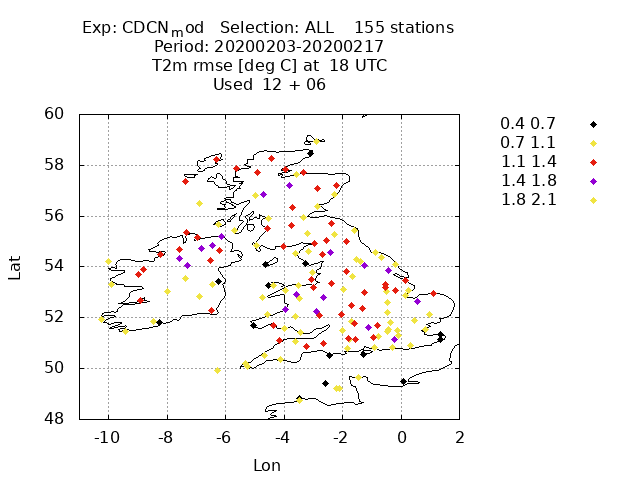 Exp: CDCNmod   Selection: ALL    155 stations
Period: 20200203-20200217
T2m rmse [deg C] at  18 UTC
Used  12 + 06
60
58
56
54
52
50
48
Lat
-10 -8 -6 -4 -2 0 2
Lon
0.4 0.7
0.7 1.1
1.1 1.4
1.4 1.8
1.8 2.1